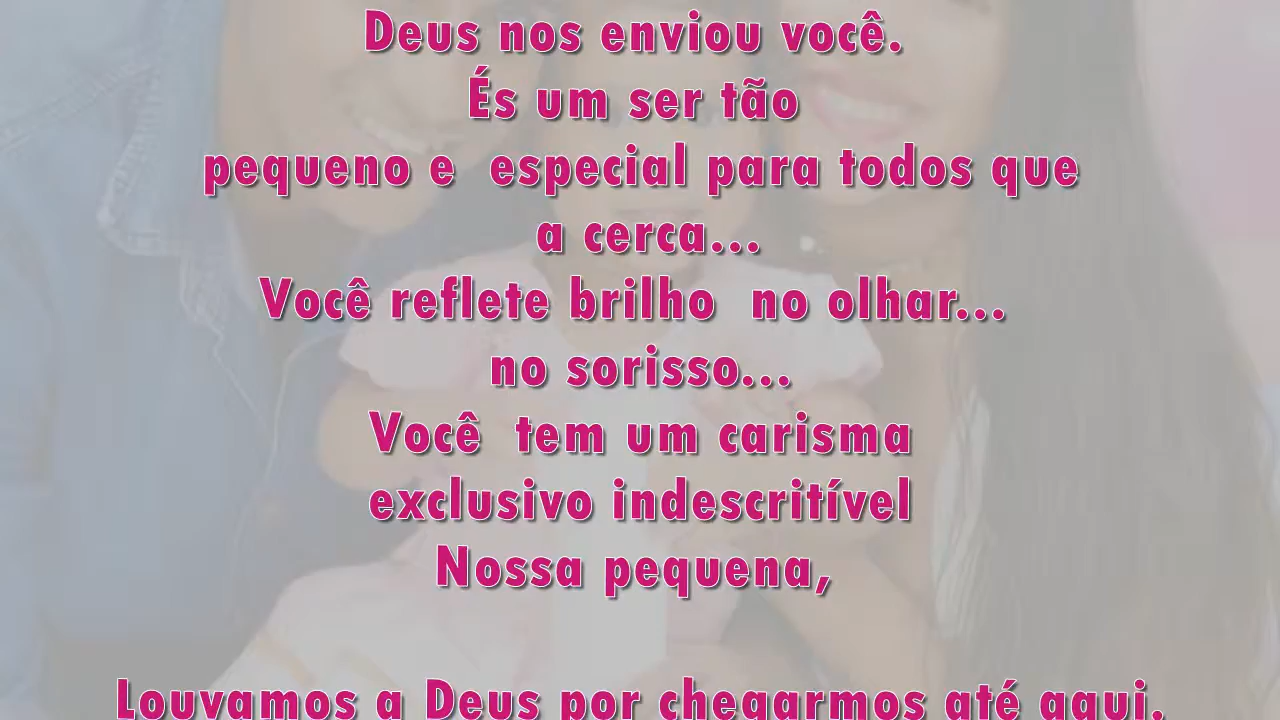 Deus nos enviou você.
És um ser tão
pequeno e especial para todos que
a cerca...
Você reflete brilho no olhar...
no sorisso...
Você tem um carisma
exclusivo indescritível
Nossa pequena,
Louvamos a Deus por chegarmos até aqui.